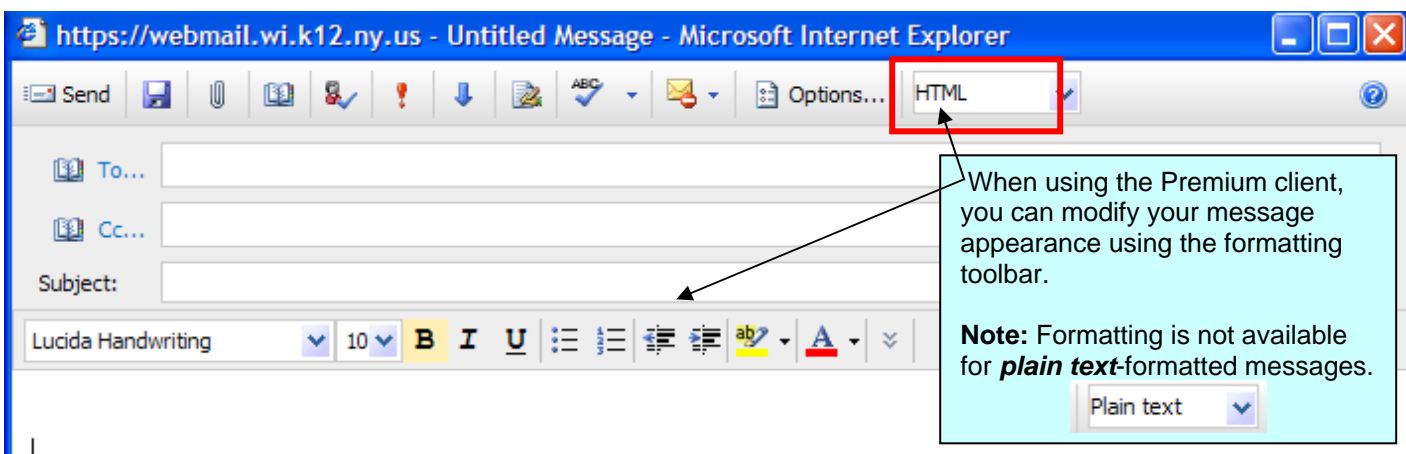 https://webmail.wi.k12.ny.us - Untitled Message - Microsoft Internet Explorer
Send ABC Options... HTML
To...
Cc...
Subject:
Lucida Handwriting 10 B I U ab A
When using the Premium client,
you can modify your message
appearance using the formatting
toolbar.
Note: Formatting is not available
for plain text-formatted messages.
Plain text